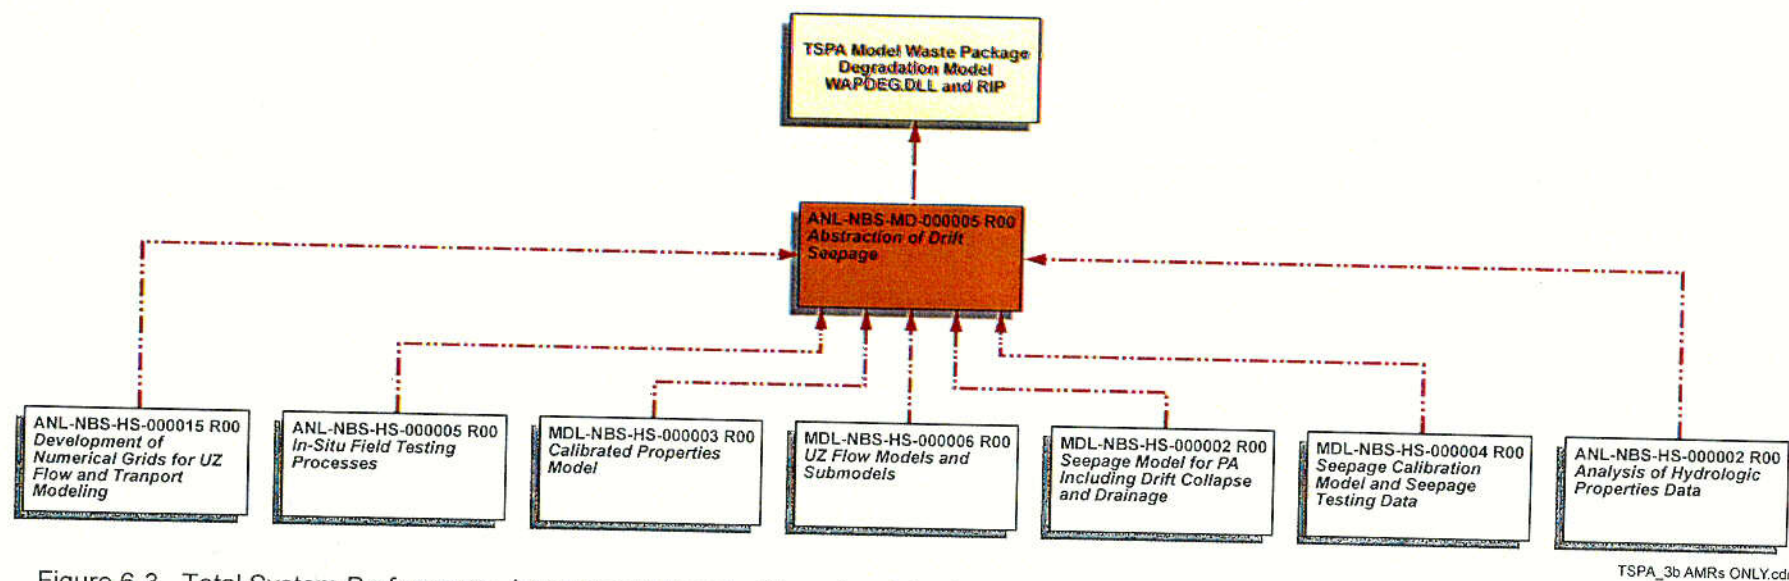 TSPA Model Waste Package
Degradation Model
WAPDEG.DLL and RIP
ANL-NBS-MD-000005 R00
Abstraction of Drift
Seepage
ANL-NBS-HS-000015 R00
Development of
Numerical Grids for UZ
Flow and Tranport
Modeling
ANL-NBS-HS-000005 R00
In-Situ Field Testing
Processes
MDL-NBS-HS-000003 R00
Calibrated Properties
Model
MDL-NBS-HS-000006 R00
UZ Flow Models and
Submodels
MDL-NBS-HS-000002 R00
Seepage Model for PA
Including Drift Collapse
and Drainage
MDL-NBS-HS-000004 R00
Seepage Calibration
Model and Seepage
Testing Data
ANL-NBS-HS-000002 R00
Analysis of Hydrologic
Properties Data
TSPA_3b AMRs ONLY.cdr
Figure 6-3. Total System